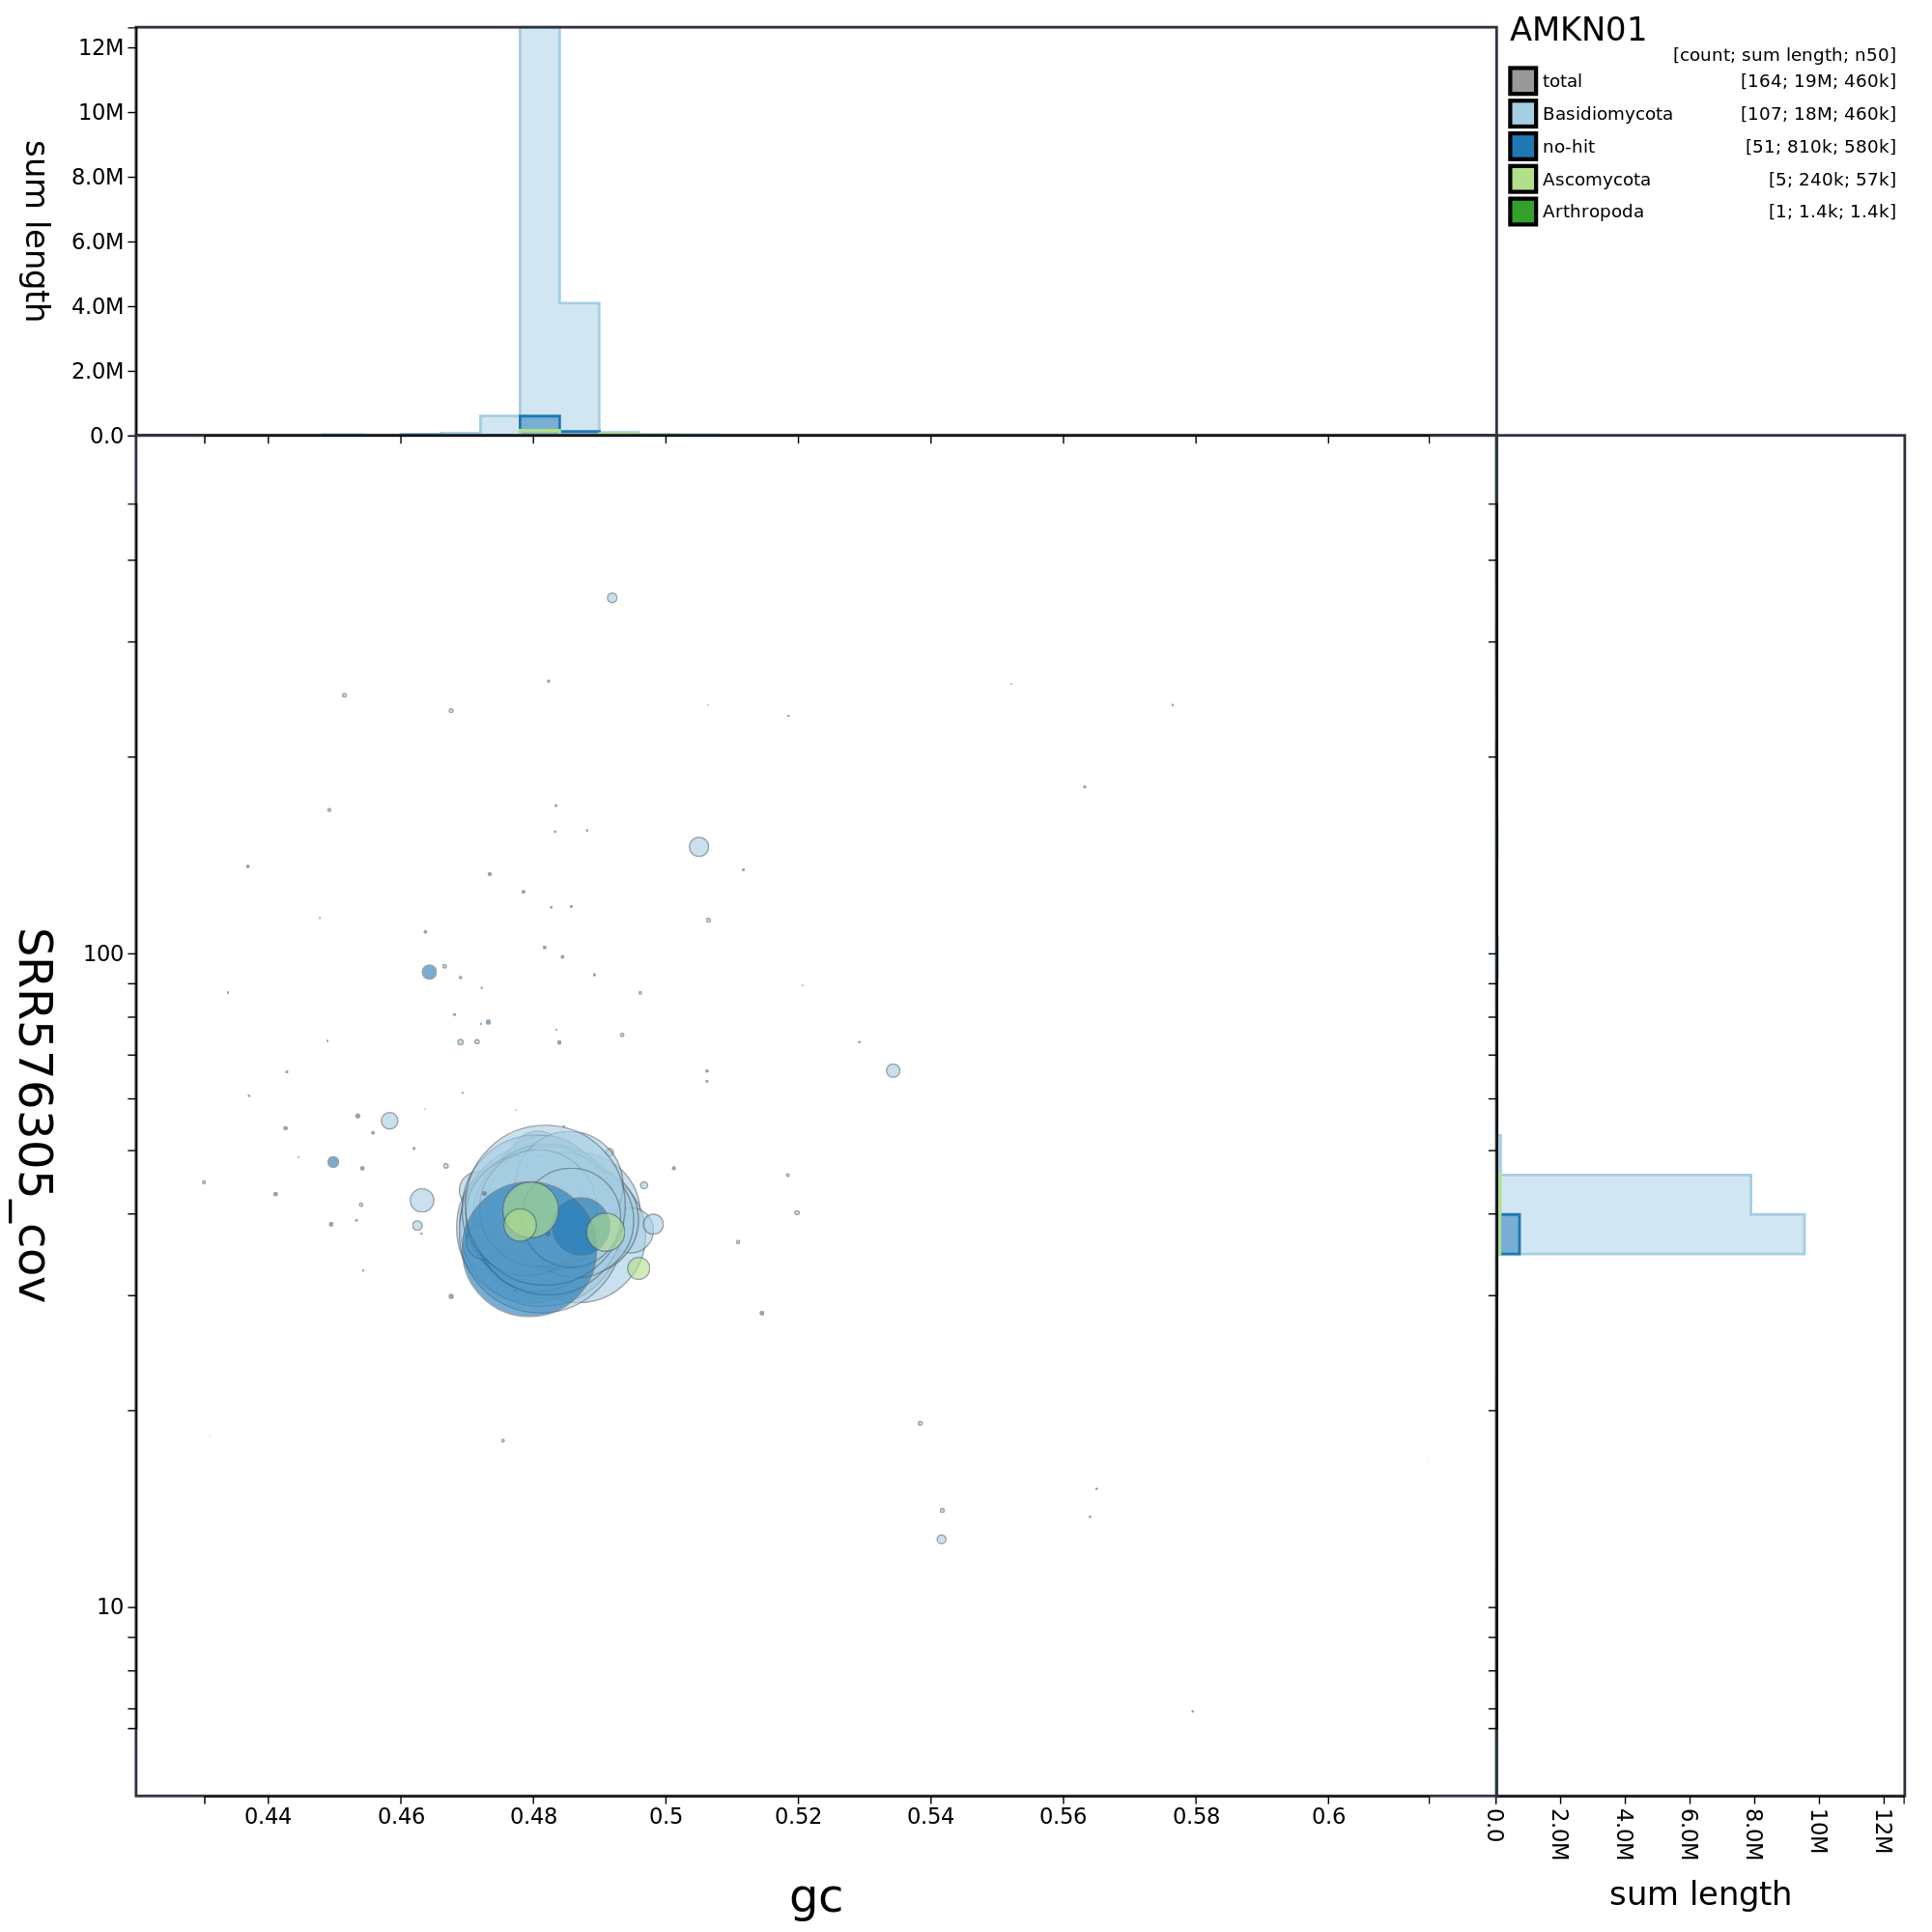 AMKN01
[count; sum length; n50]
total [164; 19M; 460k]
Basidiomycota [107; 18M; 460k]
no-hit [51; 810k; 580k]
Ascomycota [5; 240k; 57k]
Arthropoda [1; 1.4k; 1.4k]
sum length
12M
10M
8.0M
6.0M
4.0M
2.0M
0.0
SRR576305_cov
100
10
0.44 0.46 0.48 0.5 0.52 0.54 0.56 0.58 0.6
gc
0.0 2.0M 4.0M 6.0M 8.0M 10M 12M
sum length